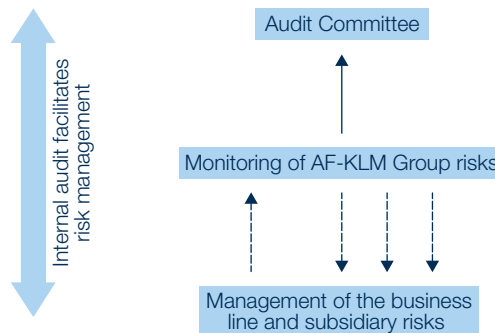 Audit Committee
Internal audit facilitates
risk management
Monitoring of AF-KLM Group risks
Management of the business
line and subsidiary risks